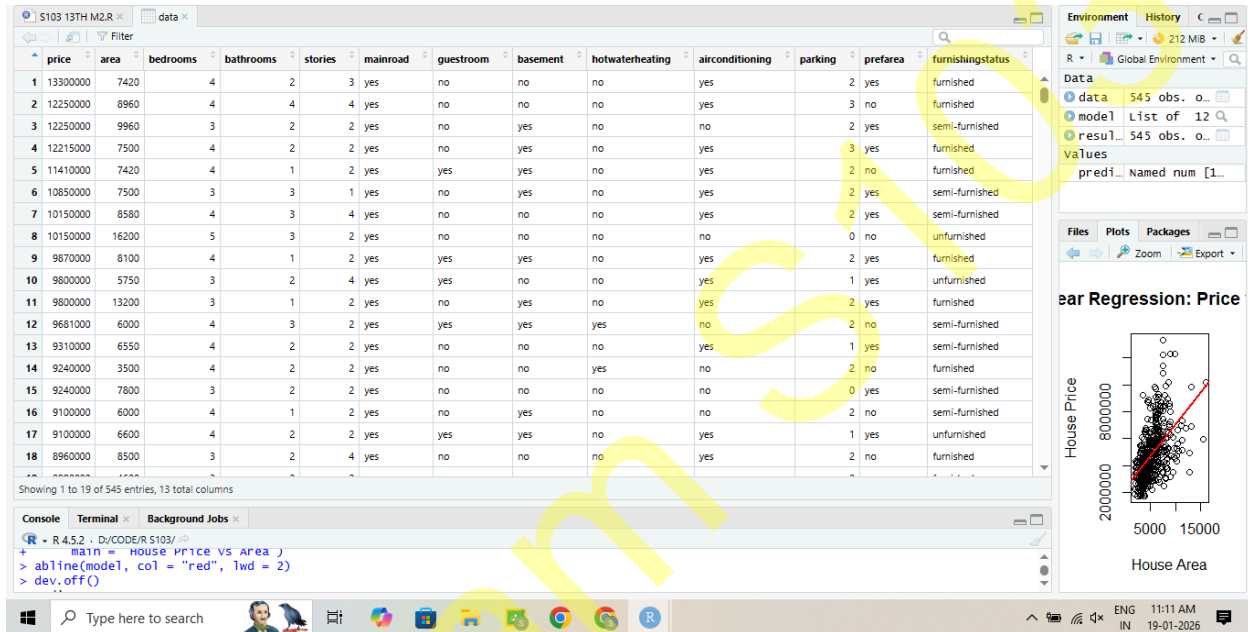 S103 13TH M2.R × data ×
Filter
price area bedrooms bathrooms stories mainroad guestroom basement hotwaterheating airconditioning parking prefarea furnishingstatus
1 13300000 7420 4 2 3 yes no no no yes 2 yes furnished
2 12250000 8960 4 4 4 yes no no no yes 3 no furnished
3 12250000 9960 3 2 2 yes no yes no no 2 yes semi-furnished
4 12215000 7500 4 2 2 yes no yes no yes 3 yes furnished
5 11410000 7420 4 1 2 yes yes yes no yes 2 no furnished
6 10850000 7500 3 3 1 yes no yes no yes 2 yes semi-furnished
7 10150000 8580 4 3 4 yes no no no yes 2 yes semi-furnished
8 10150000 16200 5 3 2 yes no no no no 0 no unfurnished
9 9870000 8100 4 1 2 yes yes yes no yes 2 yes furnished
10 9800000 5750 3 2 4 yes yes no no yes 1 yes unfurnished
11 9800000 13200 3 1 2 yes no yes no yes 2 yes furnished
12 9681000 6000 4 3 2 yes yes yes yes no 2 no semi-furnished
13 9310000 6550 4 2 2 yes no no no yes 1 yes semi-furnished
14 9240000 3500 4 2 2 yes no no yes no 2 no furnished
15 9240000 7800 3 2 2 yes no no no no 0 yes semi-furnished
16 9100000 6000 4 1 2 yes no yes no no 2 no semi-furnished
17 9100000 6600 4 2 2 yes yes yes no yes 1 yes unfurnished
18 8960000 8500 3 2 4 yes no no no yes 2 no furnished
Showing 1 to 19 of 545 entries, 13 total columns
Console Terminal × Background Jobs ×
R 4.5.2 · D:/CODE/R S103/
+ main = "House Price vs Area")
> abline(model, col = "red", lwd = 2)
> dev.off()
Environment History C
212 MiB
R Global Environment
Data
data 545 obs. o…
model List of 12
resul… 545 obs. o…
Values
predi… Named num [1…
Files Plots Packages
Zoom Export
ear Regression: Price
House Price
2000000 8000000
5000 15000
House Area
Type here to search
ENG 11:11 AM
IN 19-01-2026
am S103